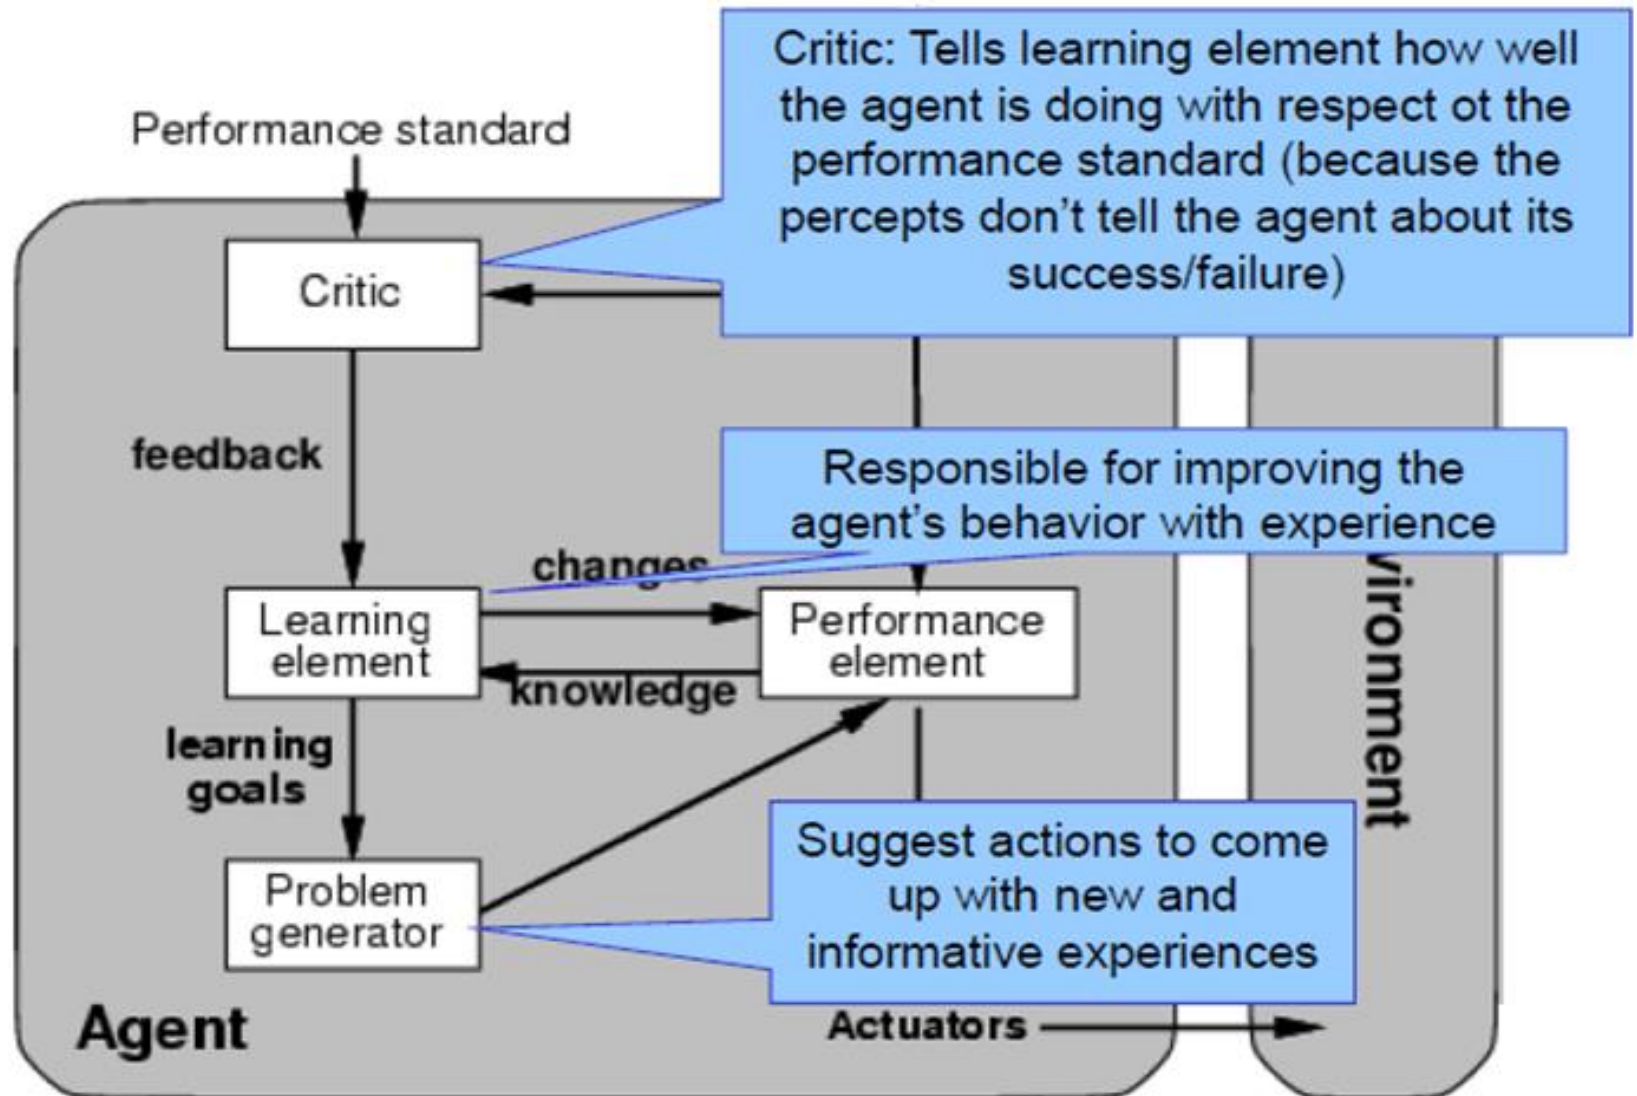 Performance standard
Critic: Tells learning element how well
the agent is doing with respect ot the
performance standard (because the
percepts don't tell the agent about its
success/failure)
Critic
feedback
Responsible for improving the
agent's behavior with experience
changes
Learning
element
Performance
element
knowledge
vironment
learning
goals
Suggest actions to come
up with new and
informative experiences
Problem
generator
Agent
Actuators